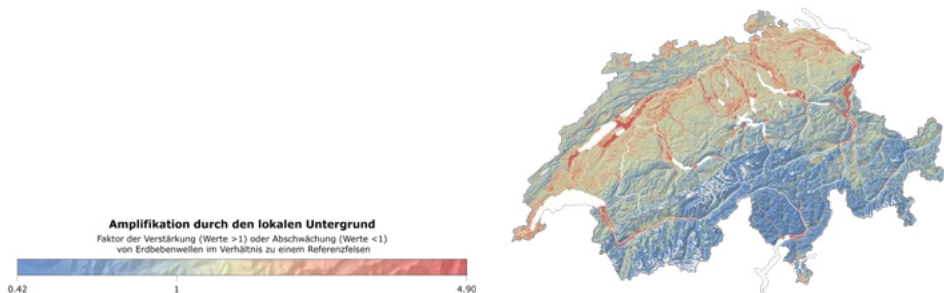 Amplifikation durch den lokalen Untergrund
Faktor der Verstärkung (Werte >1) oder Abschwächung (Werte <1)
von Erdbebenwellen im Verhältnis zu einem Referenzfelsen
0.42 1 4.90